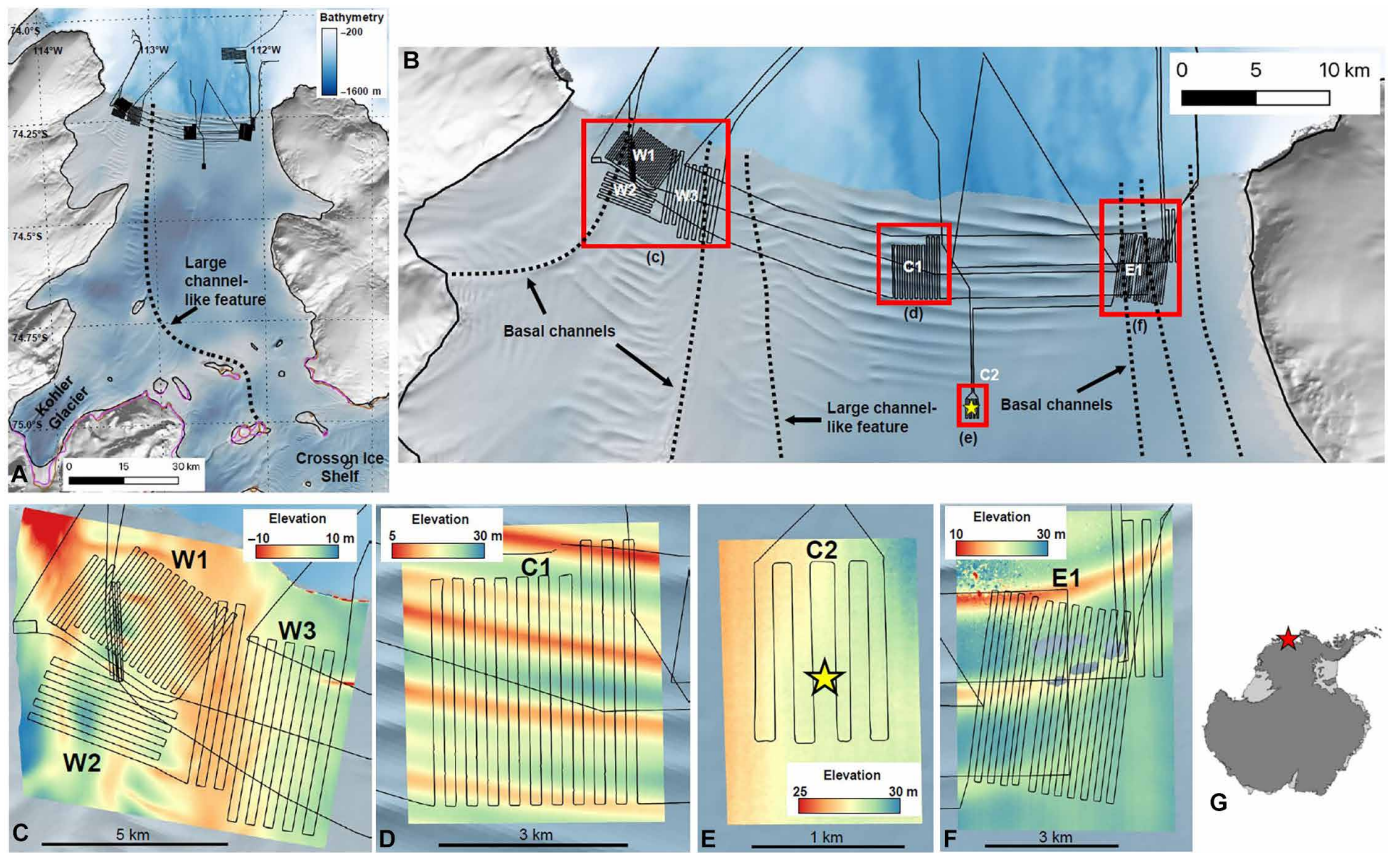 Bathymetry
–200
–1600 m
74.0°S
114°W
113°W
112°W
74.25°S
74.5°S
74.75°S
75.0°S
Large
channel-
like feature
Kohler
Glacier
Crosson Ice
Shelf
0 15 30 km
A
B
0 5 10 km
W1
W2
W3
(c)
C1
(d)
E1
(f)
C2
(e)
Basal channels
Large channel-
like feature
Basal channels
Elevation
–10 10 m
W1
W2
W3
5 km
C
Elevation
5 30 m
C1
3 km
D
C2
Elevation
25 30 m
1 km
E
Elevation
10 30 m
E1
3 km
F
G